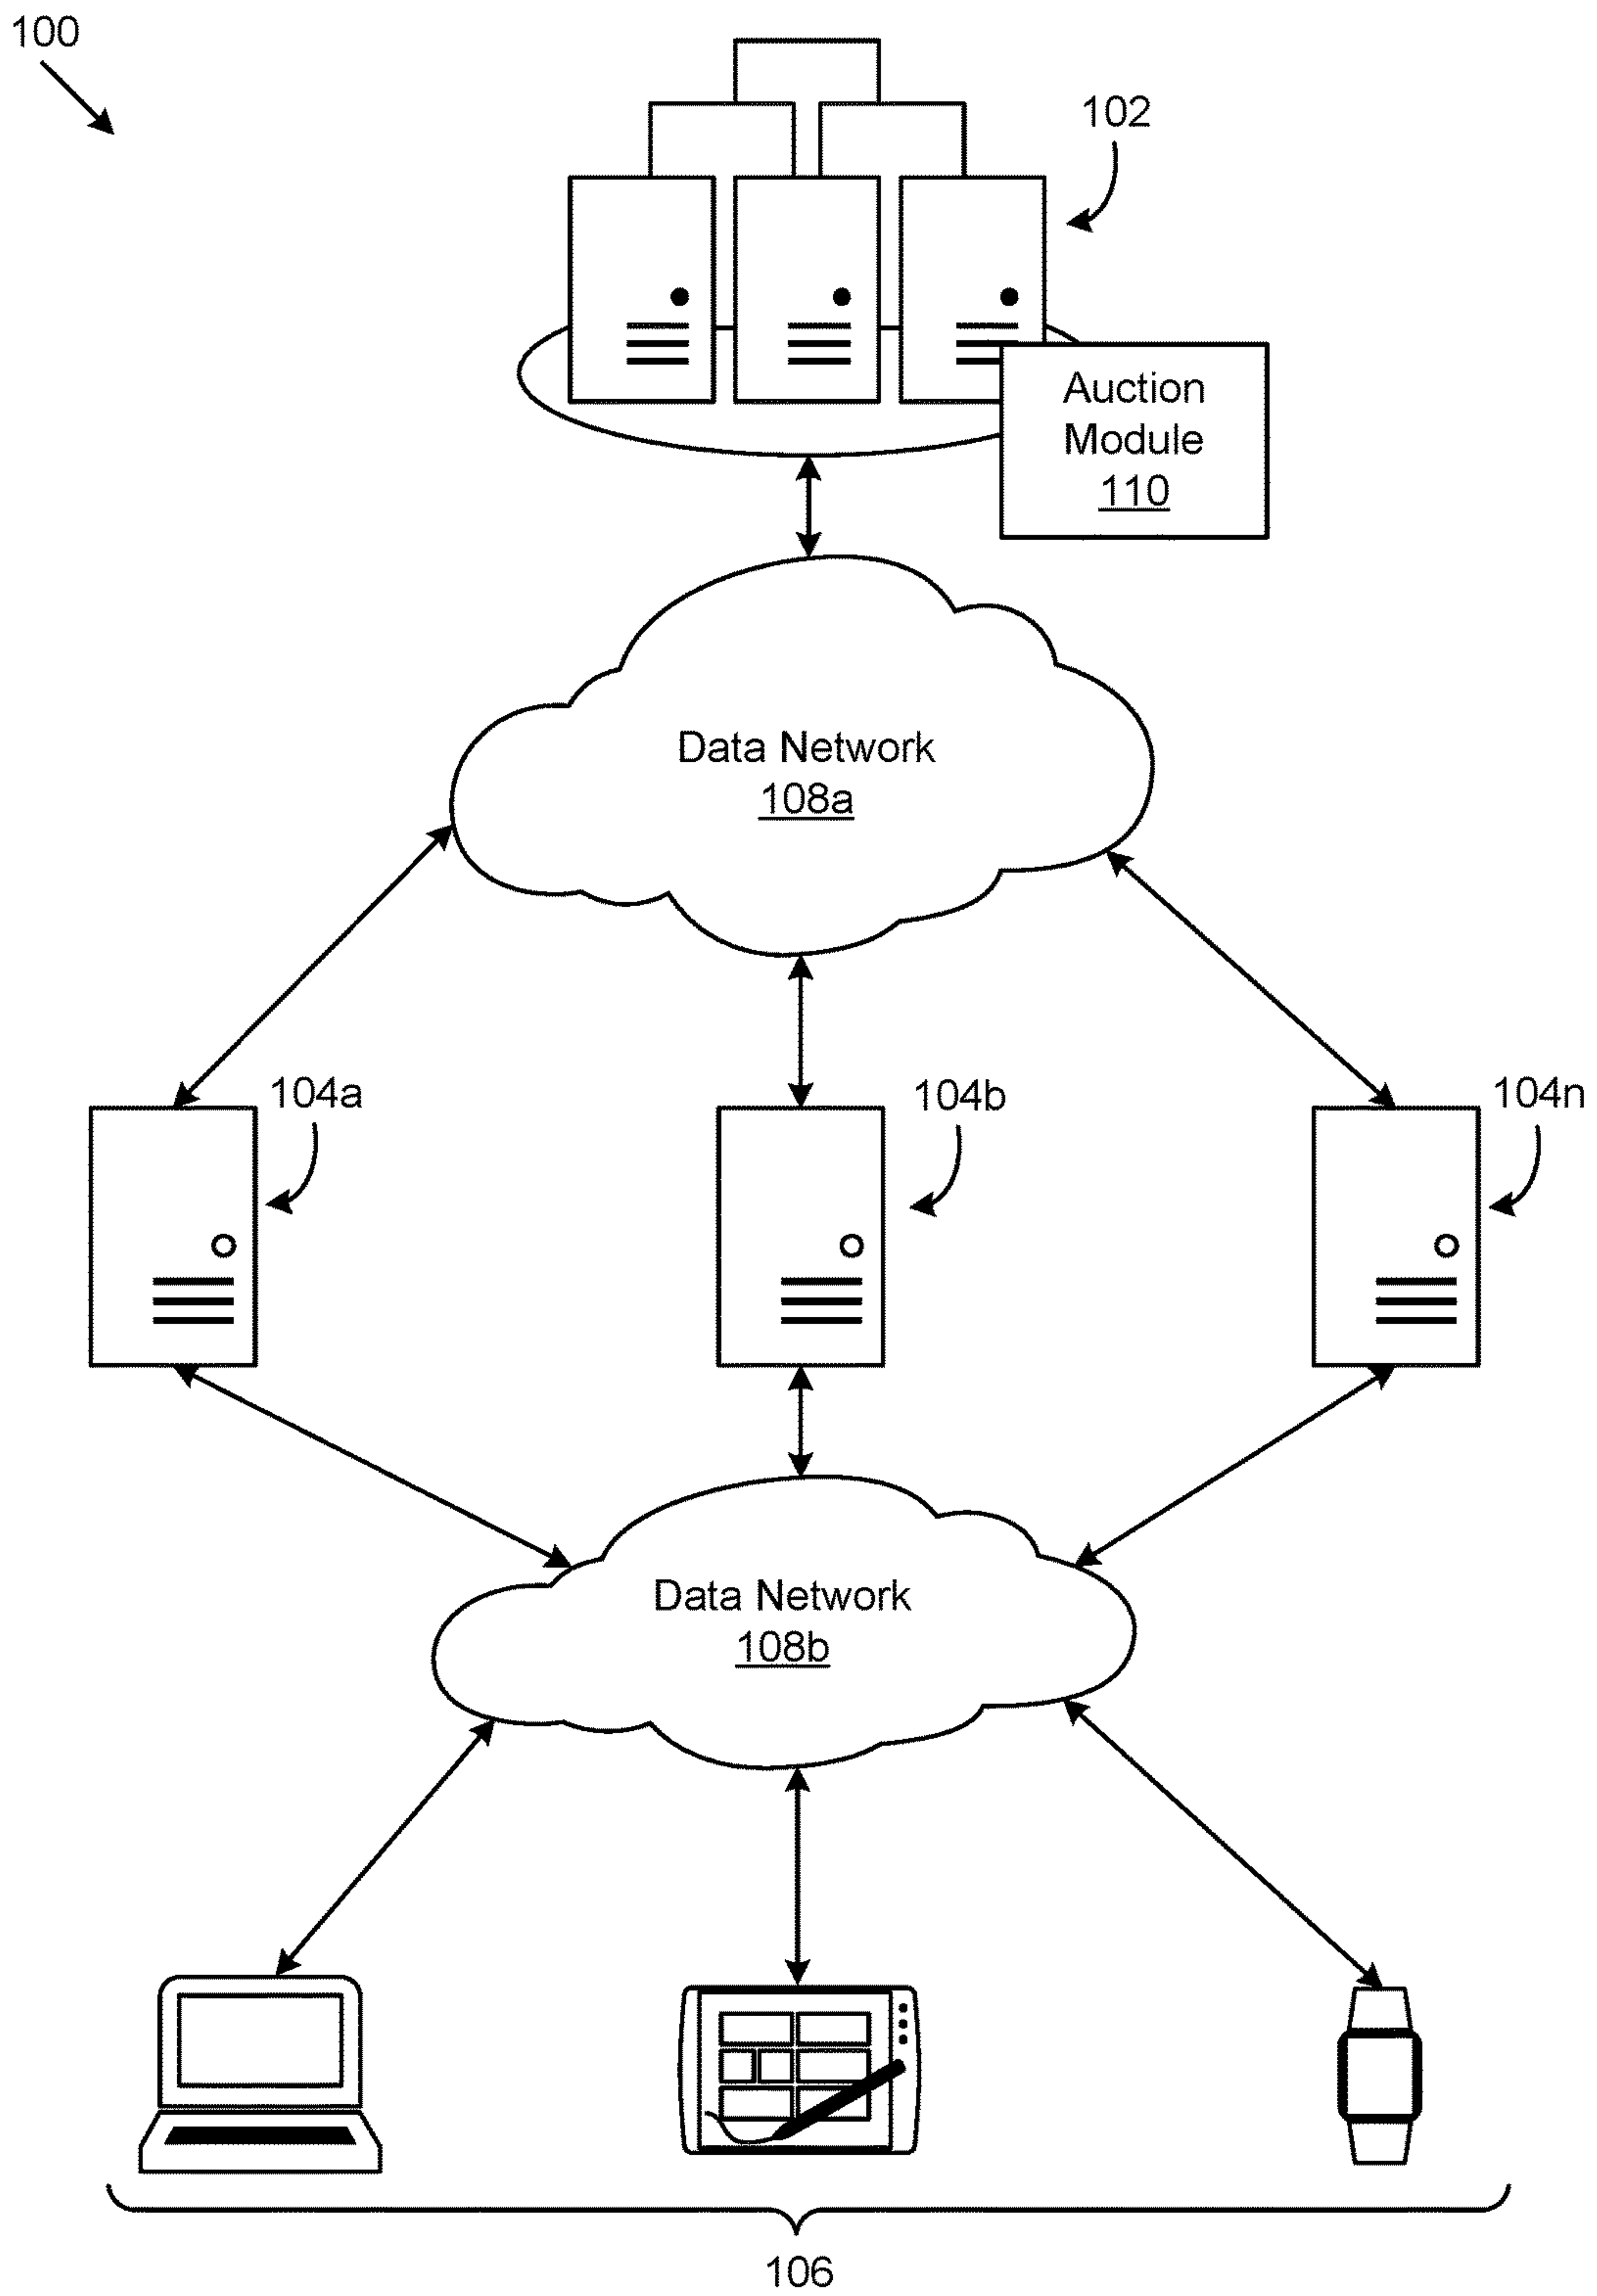 100
102
Auction
Module
110
Data Network
108a
104a
104b
104n
Data Network
108b
106